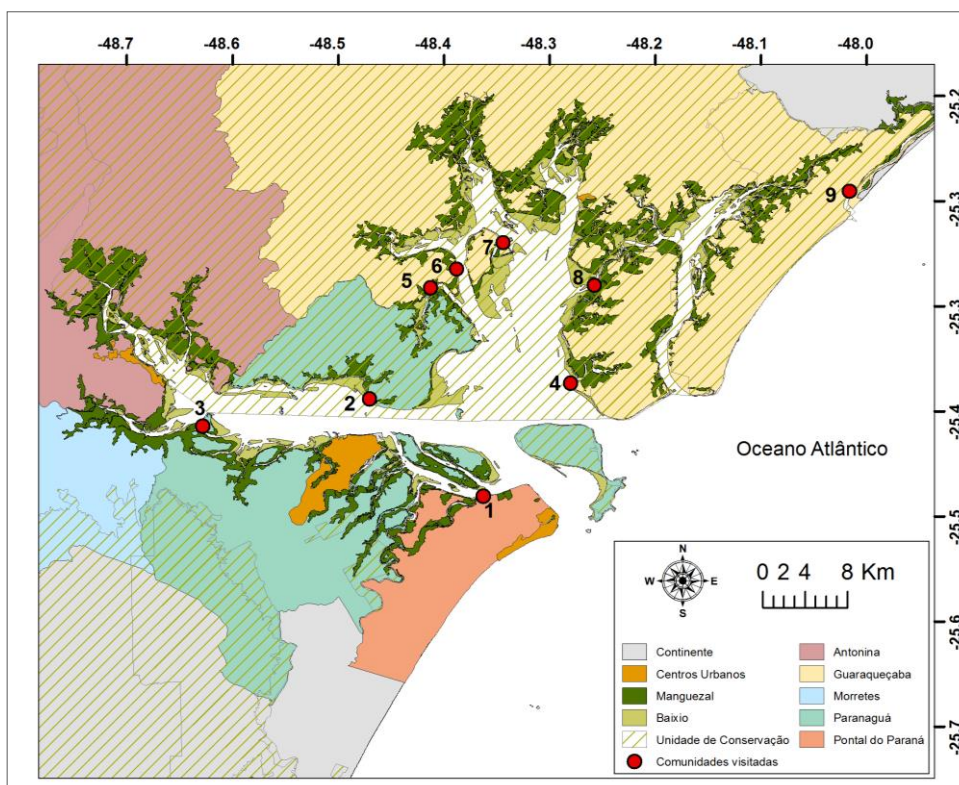 -48.7 -48.6 -48.5 -48.4 -48.3 -48.2 -48.1 -48.0
-25.2
-25.3
9
7
6
5
8
-25.3
4
2
3
-25.4
Oceano Atlântico
1
-25.5
N
W E
S
0 2 4 8 Km
-25.6
Continente
Centros Urbanos
Manguezal
Baixio
Unidade de Conservação
Comunidades visitadas
Antonina
Guaraqueçaba
Morretes
Paranaguá
Pontal do Paraná
-25.7